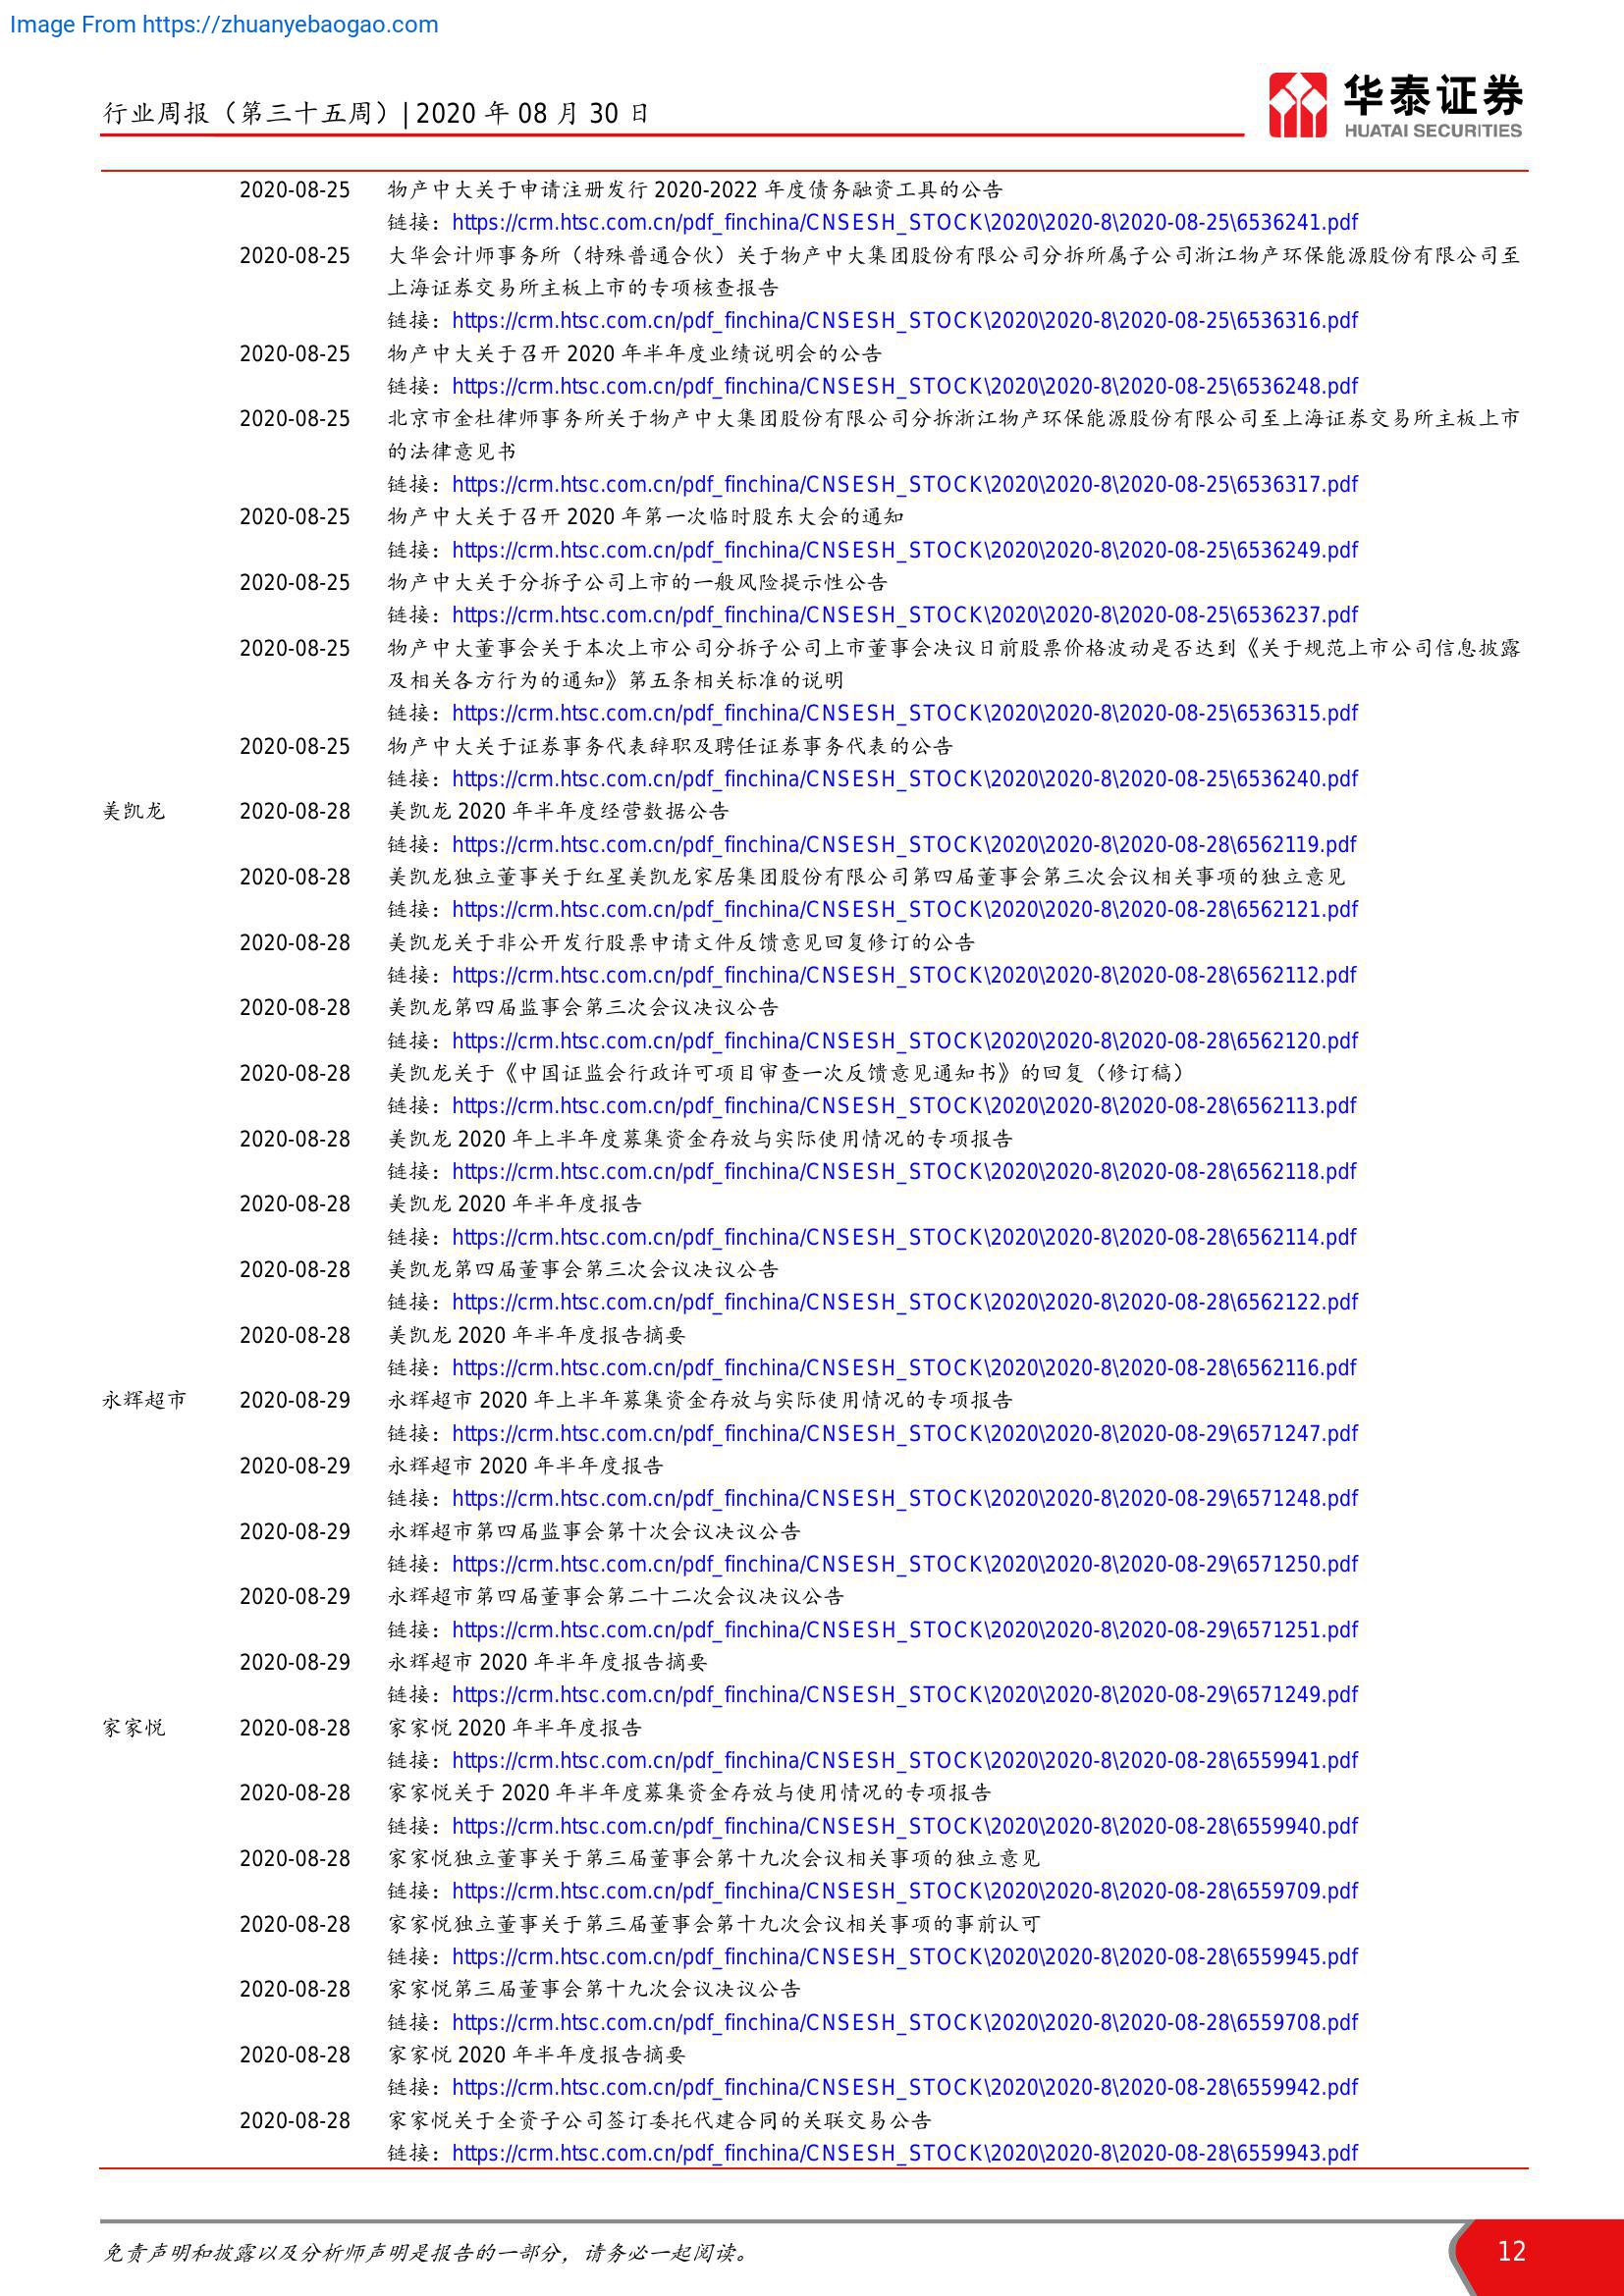 Image From https://zhuanyebaogao.com
行业周报（第三十五周）| 2020 年 08 月 30 日
华泰证券
HUATAI SECURITIES
2020-08-25 物产中大关于申请注册发行 2020-2022 年度债务融资工具的公告
链接：https://crm.htsc.com.cn/pdf_finchina/CNSESH_STOCK\2020\2020-8\2020-08-25\6536241.pdf
2020-08-25 大华会计师事务所（特殊普通合伙）关于物产中大集团股份有限公司分拆所属子公司浙江物产环保能源股份有限公司至
上海证券交易所主板上市的专项核查报告
链接：https://crm.htsc.com.cn/pdf_finchina/CNSESH_STOCK\2020\2020-8\2020-08-25\6536316.pdf
2020-08-25 物产中大关于召开 2020 年半年度业绩说明会的公告
链接：https://crm.htsc.com.cn/pdf_finchina/CNSESH_STOCK\2020\2020-8\2020-08-25\6536248.pdf
2020-08-25 北京市金杜律师事务所关于物产中大集团股份有限公司分拆浙江物产环保能源股份有限公司至上海证券交易所主板上市
的法律意见书
链接：https://crm.htsc.com.cn/pdf_finchina/CNSESH_STOCK\2020\2020-8\2020-08-25\6536317.pdf
2020-08-25 物产中大关于召开 2020 年第一次临时股东大会的通知
链接：https://crm.htsc.com.cn/pdf_finchina/CNSESH_STOCK\2020\2020-8\2020-08-25\6536249.pdf
2020-08-25 物产中大关于分拆子公司上市的一般风险提示性公告
链接：https://crm.htsc.com.cn/pdf_finchina/CNSESH_STOCK\2020\2020-8\2020-08-25\6536237.pdf
2020-08-25 物产中大董事会关于本次上市公司分拆子公司上市董事会决议日前股票价格波动是否达到《关于规范上市公司信息披露
及相关各方行为的通知》第五条相关标准的说明
链接：https://crm.htsc.com.cn/pdf_finchina/CNSESH_STOCK\2020\2020-8\2020-08-25\6536315.pdf
2020-08-25 物产中大关于证券事务代表辞职及聘任证券事务代表的公告
链接：https://crm.htsc.com.cn/pdf_finchina/CNSESH_STOCK\2020\2020-8\2020-08-25\6536240.pdf
美凯龙 2020-08-28 美凯龙 2020 年半年度经营数据公告
链接：https://crm.htsc.com.cn/pdf_finchina/CNSESH_STOCK\2020\2020-8\2020-08-28\6562119.pdf
2020-08-28 美凯龙独立董事关于红星美凯龙家居集团股份有限公司第四届董事会第三次会议相关事项的独立意见
链接：https://crm.htsc.com.cn/pdf_finchina/CNSESH_STOCK\2020\2020-8\2020-08-28\6562121.pdf
2020-08-28 美凯龙关于非公开发行股票申请文件反馈意见回复修订的公告
链接：https://crm.htsc.com.cn/pdf_finchina/CNSESH_STOCK\2020\2020-8\2020-08-28\6562112.pdf
2020-08-28 美凯龙第四届监事会第三次会议决议公告
链接：https://crm.htsc.com.cn/pdf_finchina/CNSESH_STOCK\2020\2020-8\2020-08-28\6562120.pdf
2020-08-28 美凯龙关于《中国证监会行政许可项目审查一次反馈意见通知书》的回复（修订稿）
链接：https://crm.htsc.com.cn/pdf_finchina/CNSESH_STOCK\2020\2020-8\2020-08-28\6562113.pdf
2020-08-28 美凯龙 2020 年上半年度募集资金存放与实际使用情况的专项报告
链接：https://crm.htsc.com.cn/pdf_finchina/CNSESH_STOCK\2020\2020-8\2020-08-28\6562118.pdf
2020-08-28 美凯龙 2020 年半年度报告
链接：https://crm.htsc.com.cn/pdf_finchina/CNSESH_STOCK\2020\2020-8\2020-08-28\6562114.pdf
2020-08-28 美凯龙第四届董事会第三次会议决议公告
链接：https://crm.htsc.com.cn/pdf_finchina/CNSESH_STOCK\2020\2020-8\2020-08-28\6562122.pdf
2020-08-28 美凯龙 2020 年半年度报告摘要
链接：https://crm.htsc.com.cn/pdf_finchina/CNSESH_STOCK\2020\2020-8\2020-08-28\6562116.pdf
永辉超市 2020-08-29 永辉超市 2020 年上半年募集资金存放与实际使用情况的专项报告
链接：https://crm.htsc.com.cn/pdf_finchina/CNSESH_STOCK\2020\2020-8\2020-08-29\6571247.pdf
2020-08-29 永辉超市 2020 年半年度报告
链接：https://crm.htsc.com.cn/pdf_finchina/CNSESH_STOCK\2020\2020-8\2020-08-29\6571248.pdf
2020-08-29 永辉超市第四届监事会第十次会议决议公告
链接：https://crm.htsc.com.cn/pdf_finchina/CNSESH_STOCK\2020\2020-8\2020-08-29\6571250.pdf
2020-08-29 永辉超市第四届董事会第二十二次会议决议公告
链接：https://crm.htsc.com.cn/pdf_finchina/CNSESH_STOCK\2020\2020-8\2020-08-29\6571251.pdf
2020-08-29 永辉超市 2020 年半年度报告摘要
链接：https://crm.htsc.com.cn/pdf_finchina/CNSESH_STOCK\2020\2020-8\2020-08-29\6571249.pdf
家家悦 2020-08-28 家家悦 2020 年半年度报告
链接：https://crm.htsc.com.cn/pdf_finchina/CNSESH_STOCK\2020\2020-8\2020-08-28\6559941.pdf
2020-08-28 家家悦关于 2020 年半年度募集资金存放与使用情况的专项报告
链接：https://crm.htsc.com.cn/pdf_finchina/CNSESH_STOCK\2020\2020-8\2020-08-28\6559940.pdf
2020-08-28 家家悦独立董事关于第三届董事会第十九次会议相关事项的独立意见
链接：https://crm.htsc.com.cn/pdf_finchina/CNSESH_STOCK\2020\2020-8\2020-08-28\6559709.pdf
2020-08-28 家家悦独立董事关于第三届董事会第十九次会议相关事项的事前认可
链接：https://crm.htsc.com.cn/pdf_finchina/CNSESH_STOCK\2020\2020-8\2020-08-28\6559945.pdf
2020-08-28 家家悦第三届董事会第十九次会议决议公告
链接：https://crm.htsc.com.cn/pdf_finchina/CNSESH_STOCK\2020\2020-8\2020-08-28\6559708.pdf
2020-08-28 家家悦 2020 年半年度报告摘要
链接：https://crm.htsc.com.cn/pdf_finchina/CNSESH_STOCK\2020\2020-8\2020-08-28\6559942.pdf
2020-08-28 家家悦关于全资子公司签订委托代建合同的关联交易公告
链接：https://crm.htsc.com.cn/pdf_finchina/CNSESH_STOCK\2020\2020-8\2020-08-28\6559943.pdf
免责声明和披露以及分析师声明是报告的一部分，请务必一起阅读。
12